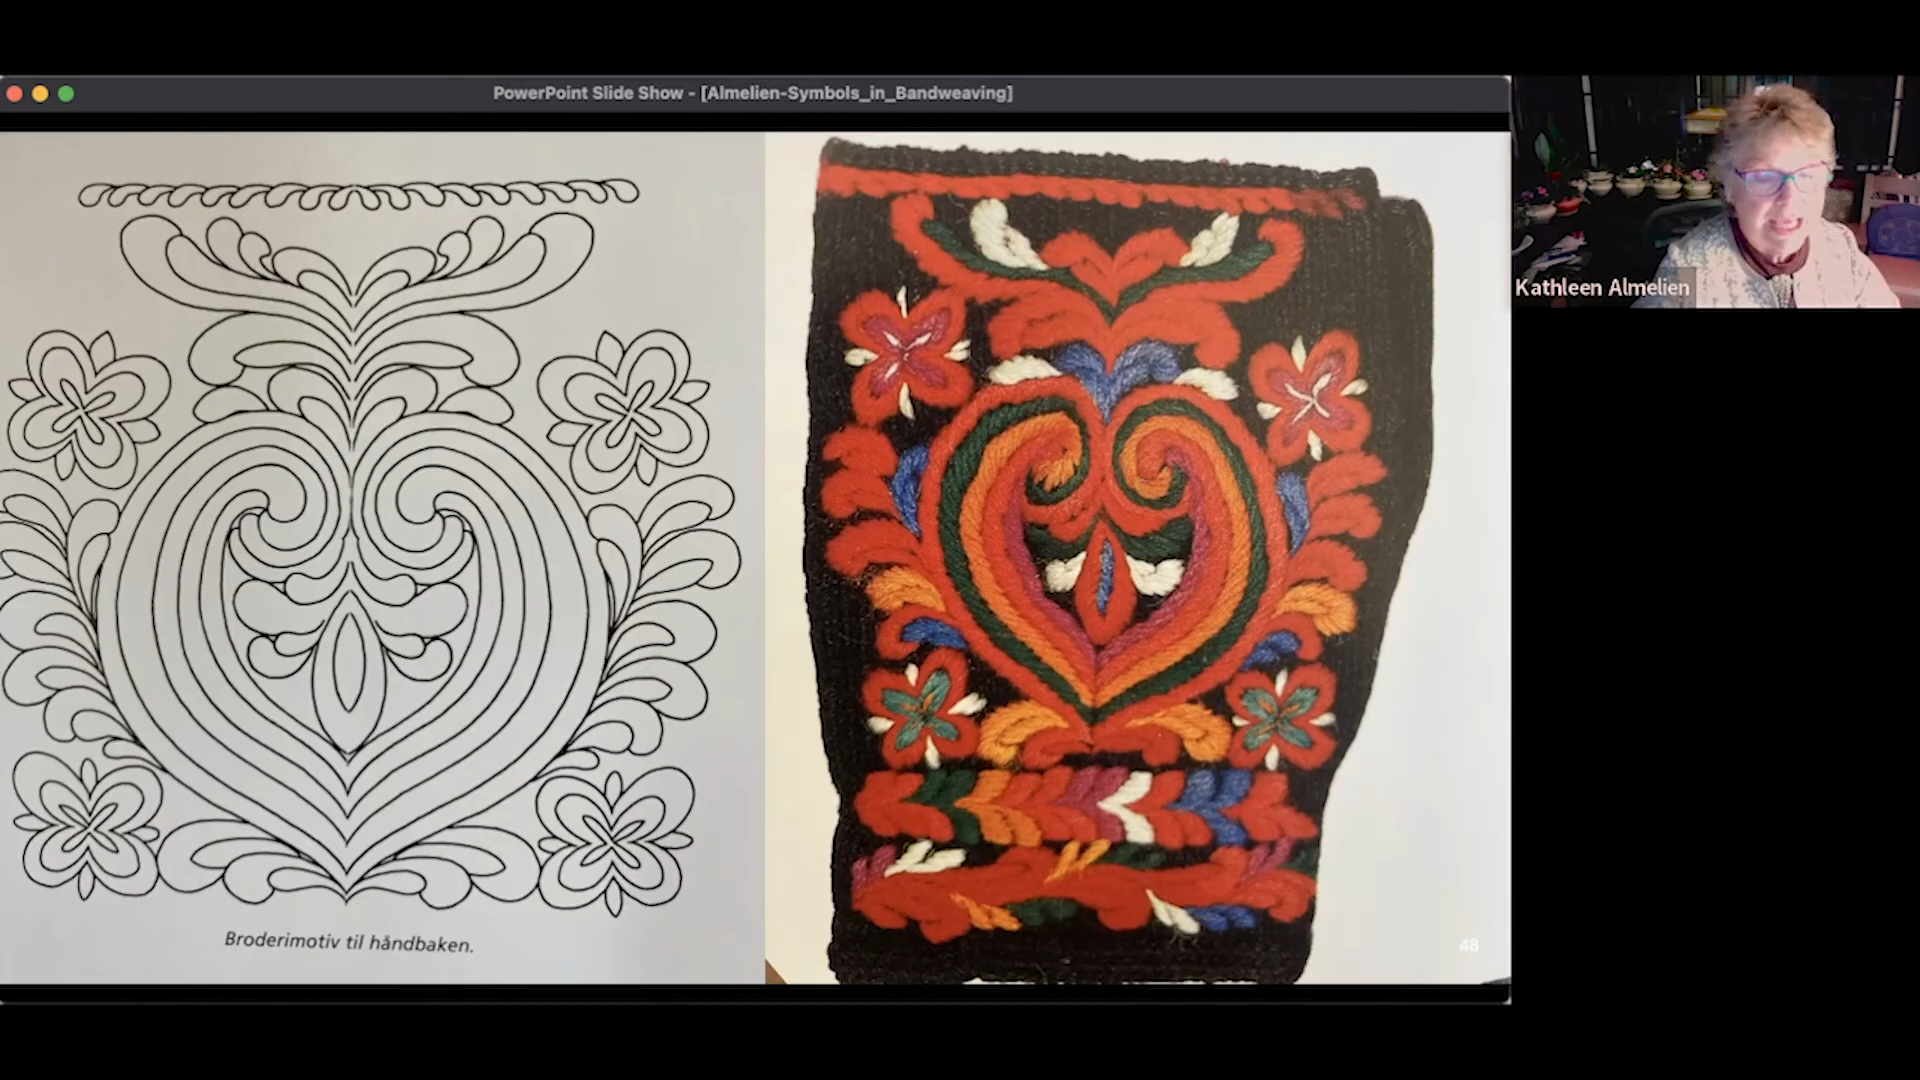 PowerPoint Slide Show - [Almelien-Symbols_in_Bandweaving]
Kathleen Almelien
Broderimotiv til håndbaken.
48